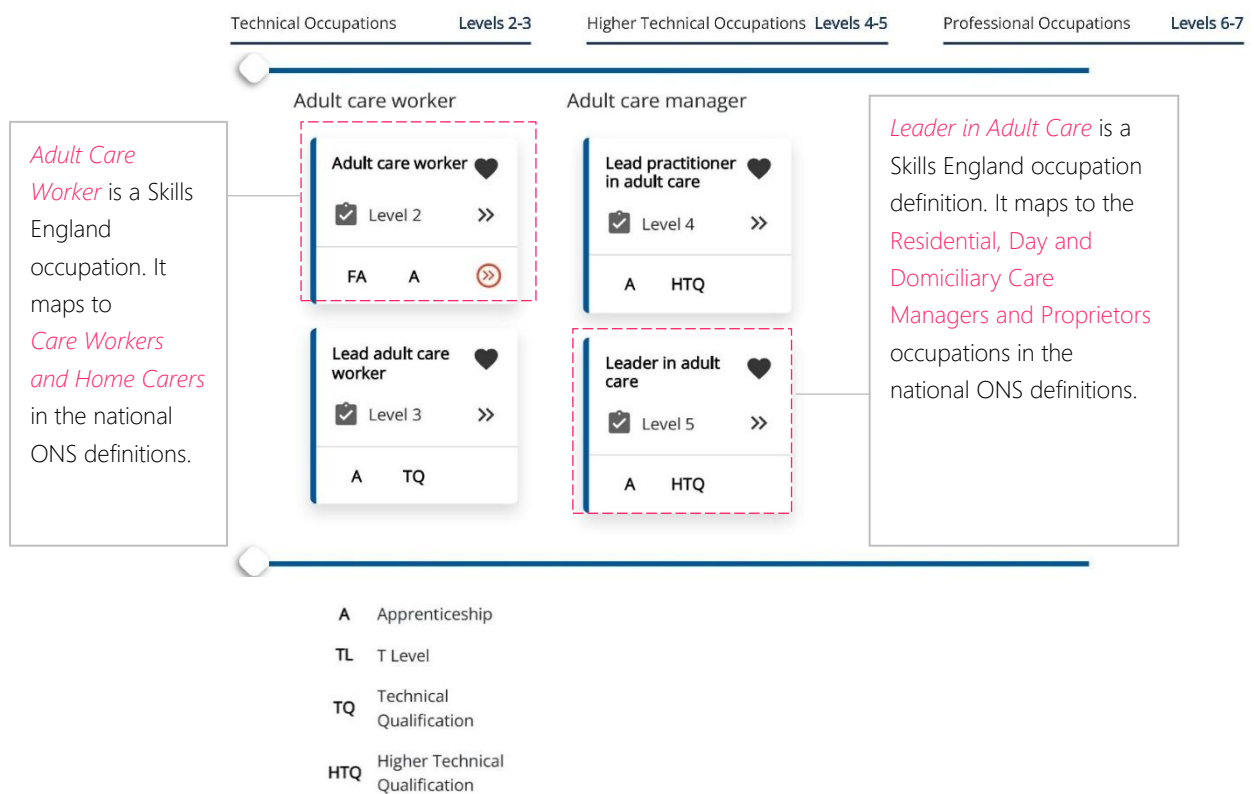 Technical Occupations Levels 2-3
Higher Technical Occupations Levels 4-5
Professional Occupations Levels 6-7
Adult care worker
Adult care manager
Adult Care
Worker is a Skills
England
occupation. It
maps to
Care Workers
and Home Carers
in the national
ONS definitions.
Adult care worker
Level 2
FA A
Lead adult care
worker
Level 3
A TQ
Lead practitioner
in adult care
Level 4
A HTQ
Leader in adult
care
Level 5
A HTQ
Leader in Adult Care is a
Skills England occupation
definition. It maps to the
Residential, Day and
Domiciliary Care
Managers and Proprietors
occupations in the
national ONS definitions.
A Apprenticeship
TL T Level
TQ Technical
Qualification
HTQ Higher Technical
Qualification